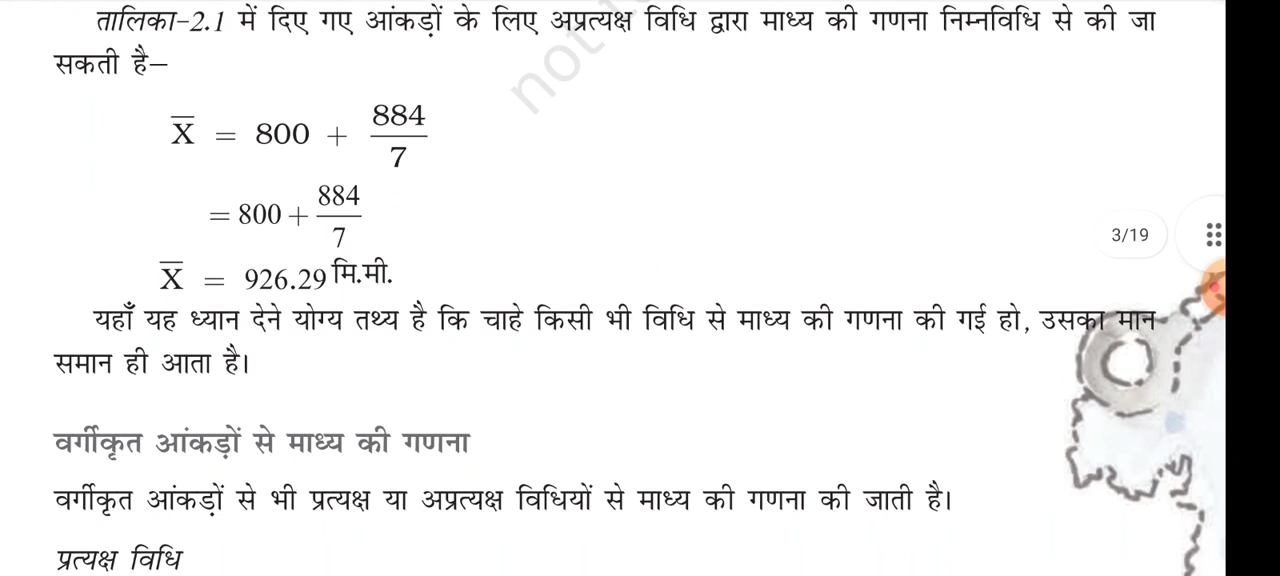 तालिका-2.1 में दिए गए आंकड़ों के लिए अप्रत्यक्ष विधि द्वारा माध्य की गणना निम्नविधि से की जा
सकती है–
not t
X̅ = 800 + 884/7
= 800 + 884/7
3/19
X̅ = 926.29 मि.मी.
यहाँ यह ध्यान देने योग्य तथ्य है कि चाहे किसी भी विधि से माध्य की गणना की गई हो, उसका मान
समान ही आता है।
वर्गीकृत आंकड़ों से माध्य की गणना
वर्गीकृत आंकड़ों से भी प्रत्यक्ष या अप्रत्यक्ष विधियों से माध्य की गणना की जाती है।
प्रत्यक्ष विधि